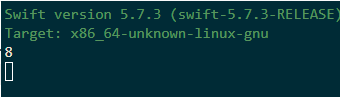 Swift version 5.7.3 (swift-5.7.3-RELEASE)
Target: x86_64-unknown-linux-gnu
8